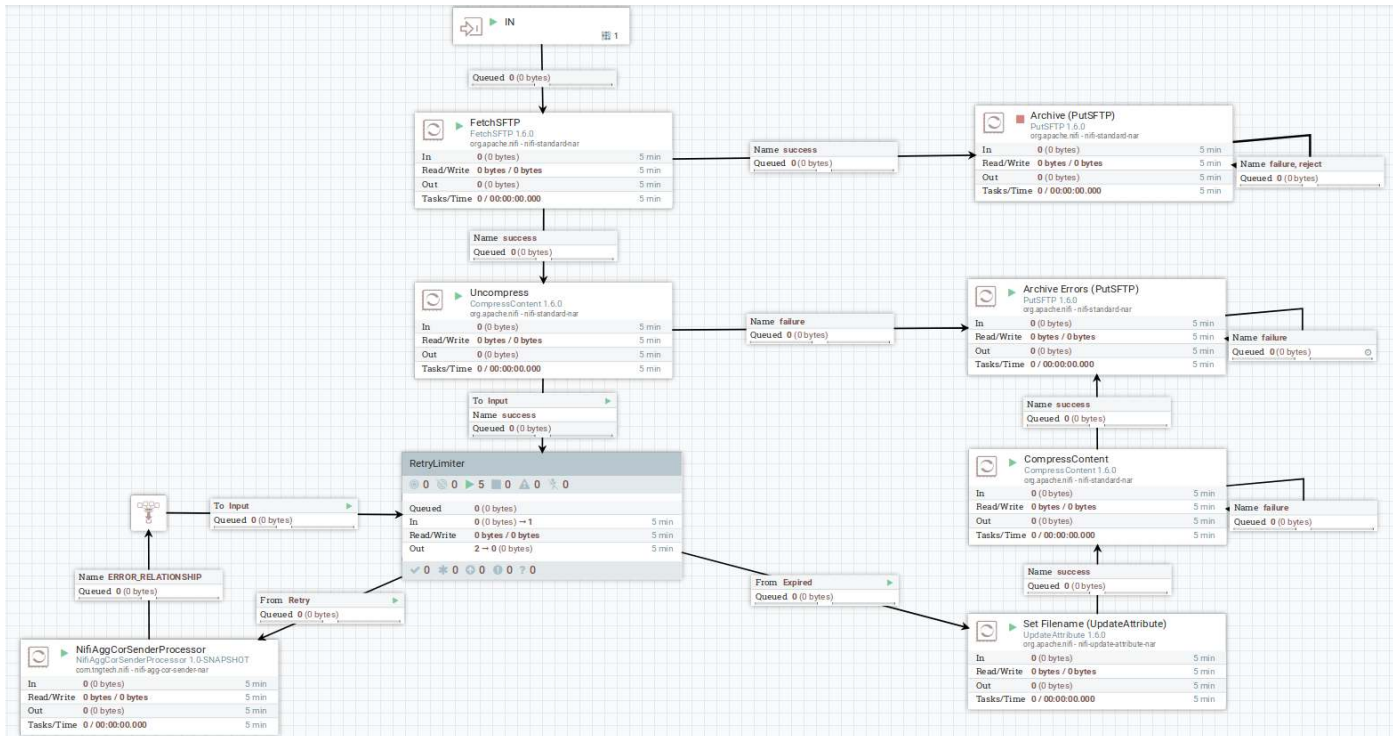 IN
1
Queued 0 (0 bytes)
FetchSFTP
FetchSFTP 1.6.0
org.apache.nifi - nifi-standard-nar
In 0 (0 bytes) 5 min
Read/Write 0 bytes / 0 bytes 5 min
Out 0 (0 bytes) 5 min
Tasks/Time 0 / 00:00:00.000 5 min
Name success
Queued 0 (0 bytes)
Archive (PutSFTP)
PutSFTP 1.6.0
org.apache.nifi - nifi-standard-nar
In 0 (0 bytes) 5 min
Read/Write 0 bytes / 0 bytes 5 min
Out 0 (0 bytes) 5 min
Tasks/Time 0 / 00:00:00.000 5 min
Name failure, reject
Queued 0 (0 bytes)
Name success
Queued 0 (0 bytes)
Uncompress
CompressContent 1.6.0
org.apache.nifi - nifi-standard-nar
In 0 (0 bytes) 5 min
Read/Write 0 bytes / 0 bytes 5 min
Out 0 (0 bytes) 5 min
Tasks/Time 0 / 00:00:00.000 5 min
Name failure
Queued 0 (0 bytes)
Archive Errors (PutSFTP)
PutSFTP 1.6.0
org.apache.nifi - nifi-standard-nar
In 0 (0 bytes) 5 min
Read/Write 0 bytes / 0 bytes 5 min
Out 0 (0 bytes) 5 min
Tasks/Time 0 / 00:00:00.000 5 min
Name failure
Queued 0 (0 bytes)
To Input
Name success
Queued 0 (0 bytes)
Name success
Queued 0 (0 bytes)
RetryLimiter
0 0 5 0 0 0
Queued 0 (0 bytes)
In 0 (0 bytes) → 1 5 min
Read/Write 0 bytes / 0 bytes 5 min
Out 2 → 0 (0 bytes) 5 min
0 0 0 0 ? 0
CompressContent
CompressContent 1.6.0
org.apache.nifi - nifi-standard-nar
In 0 (0 bytes) 5 min
Read/Write 0 bytes / 0 bytes 5 min
Out 0 (0 bytes) 5 min
Tasks/Time 0 / 00:00:00.000 5 min
Name failure
Queued 0 (0 bytes)
To Input
Queued 0 (0 bytes)
Name ERROR_RELATIONSHIP
Queued 0 (0 bytes)
From Retry
Queued 0 (0 bytes)
From Expired
Queued 0 (0 bytes)
Name success
Queued 0 (0 bytes)
NifiAggCorSenderProcessor
NifiAggCorSenderProcessor 1.0-SNAPSHOT
com.tngtech.nifi - nifi-agg-cor-sender-nar
In 0 (0 bytes) 5 min
Read/Write 0 bytes / 0 bytes 5 min
Out 0 (0 bytes) 5 min
Tasks/Time 0 / 00:00:00.000 5 min
Set Filename (UpdateAttribute)
UpdateAttribute 1.6.0
org.apache.nifi - nifi-update-attribute-nar
In 0 (0 bytes) 5 min
Read/Write 0 bytes / 0 bytes 5 min
Out 0 (0 bytes) 5 min
Tasks/Time 0 / 00:00:00.000 5 min